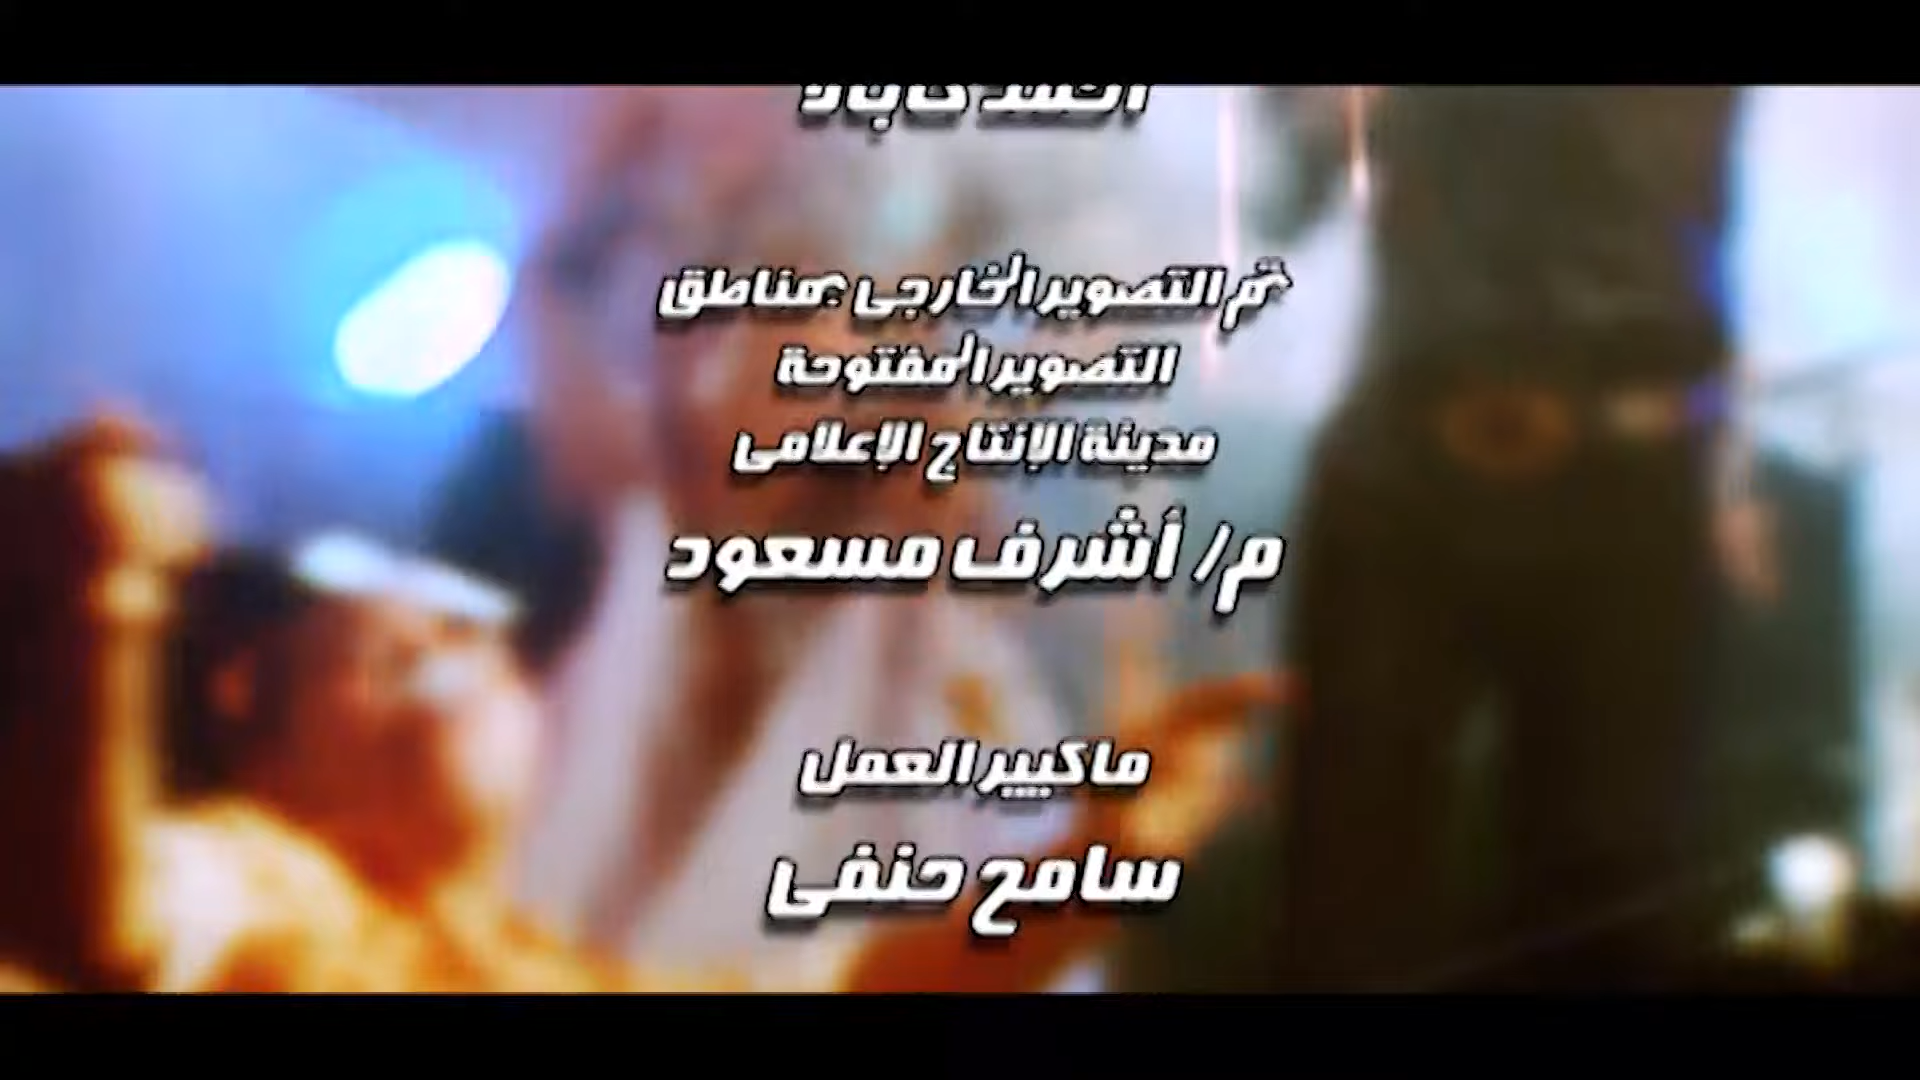 تم التصوير الخارجى بمناطق
التصوير المفتوحة
مدينة الإنتاج الإعلامى
م/ أشرف مسعود
ماكيير العمل
سامح حنفى